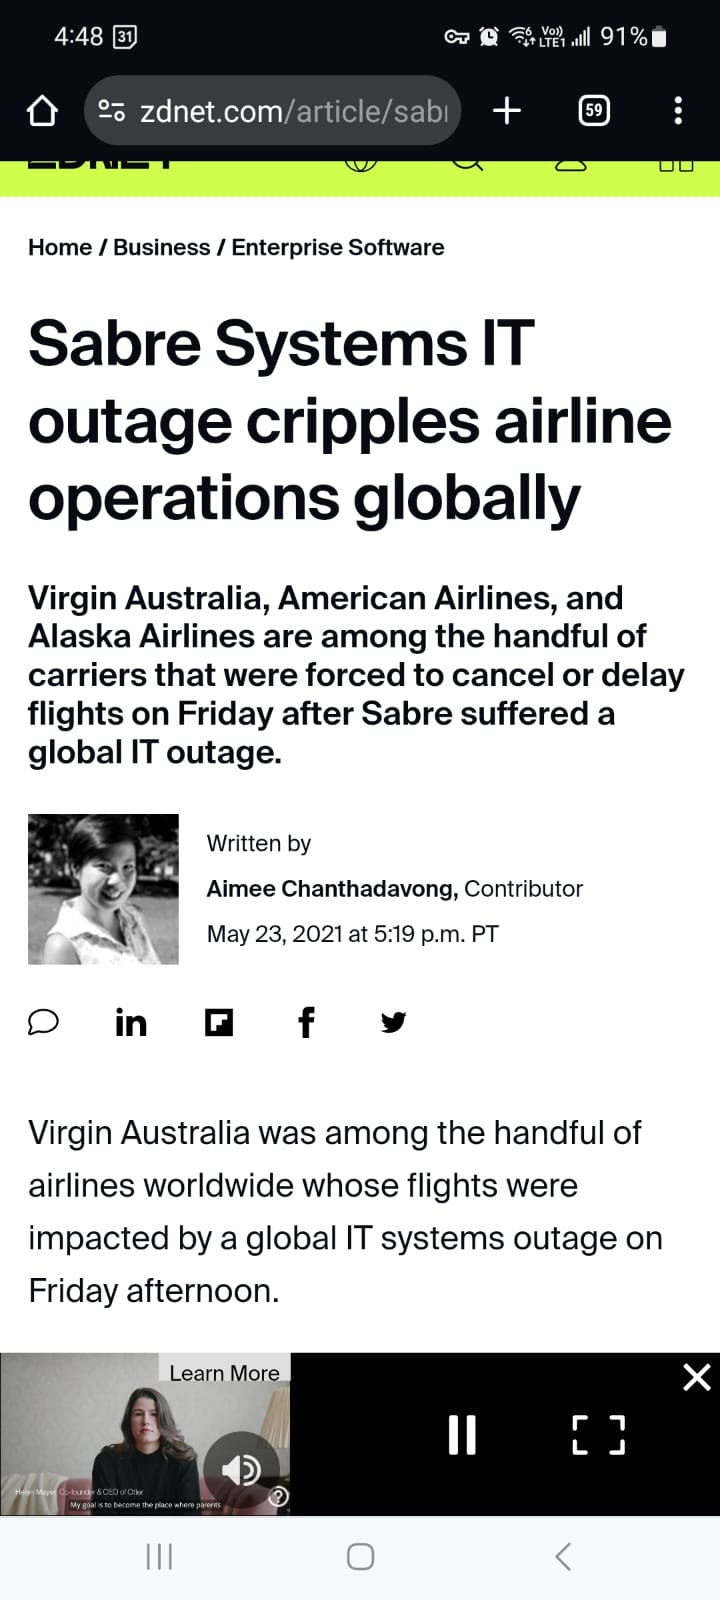 4:48 31 Vo)) LTE1 91%
zdnet.com/article/sabr 59
ZDNET
Home / Business / Enterprise Software
Sabre Systems IT
outage cripples airline
operations globally
Virgin Australia, American Airlines, and
Alaska Airlines are among the handful of
carriers that were forced to cancel or delay
flights on Friday after Sabre suffered a
global IT outage.
Written by
Aimee Chanthadavong, Contributor
May 23, 2021 at 5:19 p.m. PT
Virgin Australia was among the handful of
airlines worldwide whose flights were
impacted by a global IT systems outage on
Friday afternoon.
Learn More
Helen Mayer Co-founder & CEO of Otter
My goal is to become the place where parents